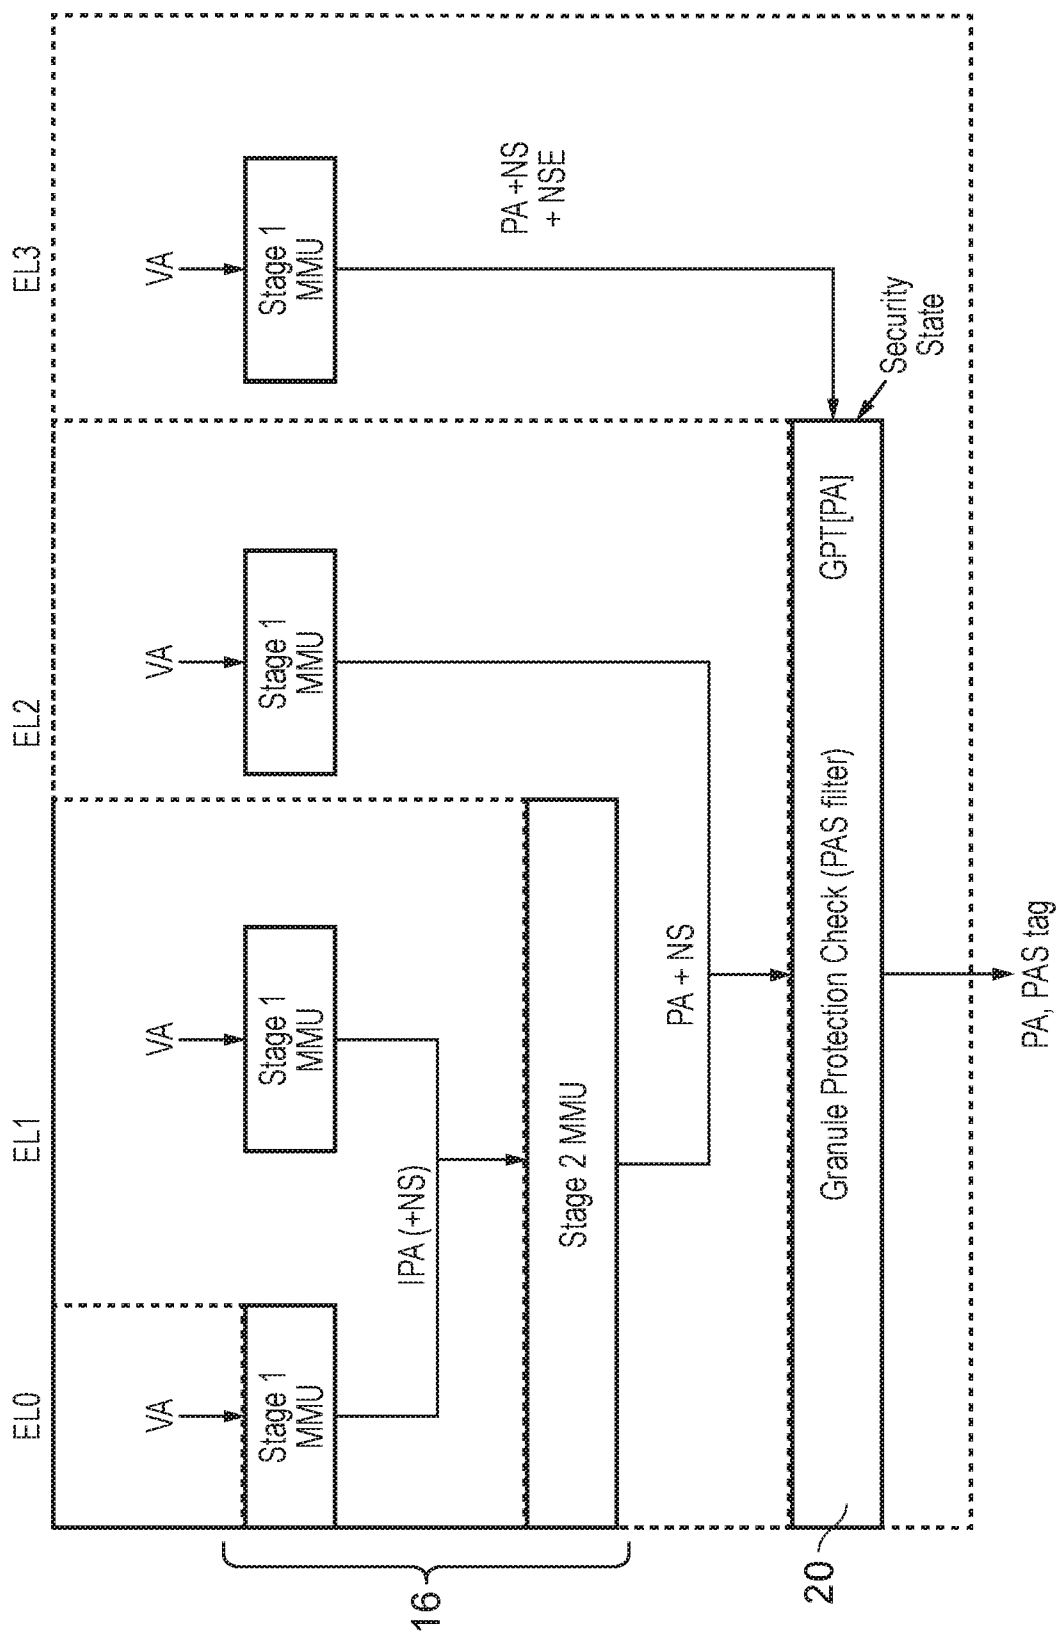 EL0
EL1
EL2
EL3
VA
VA
VA
VA
Stage 1
MMU
Stage 1
MMU
Stage 1
MMU
Stage 1
MMU
16
IPA (+NS)
PA +NS
+ NSE
Stage 2 MMU
PA + NS
Security
State
20
Granule Protection Check (PAS filter)
GPT[PA]
PA, PAS tag